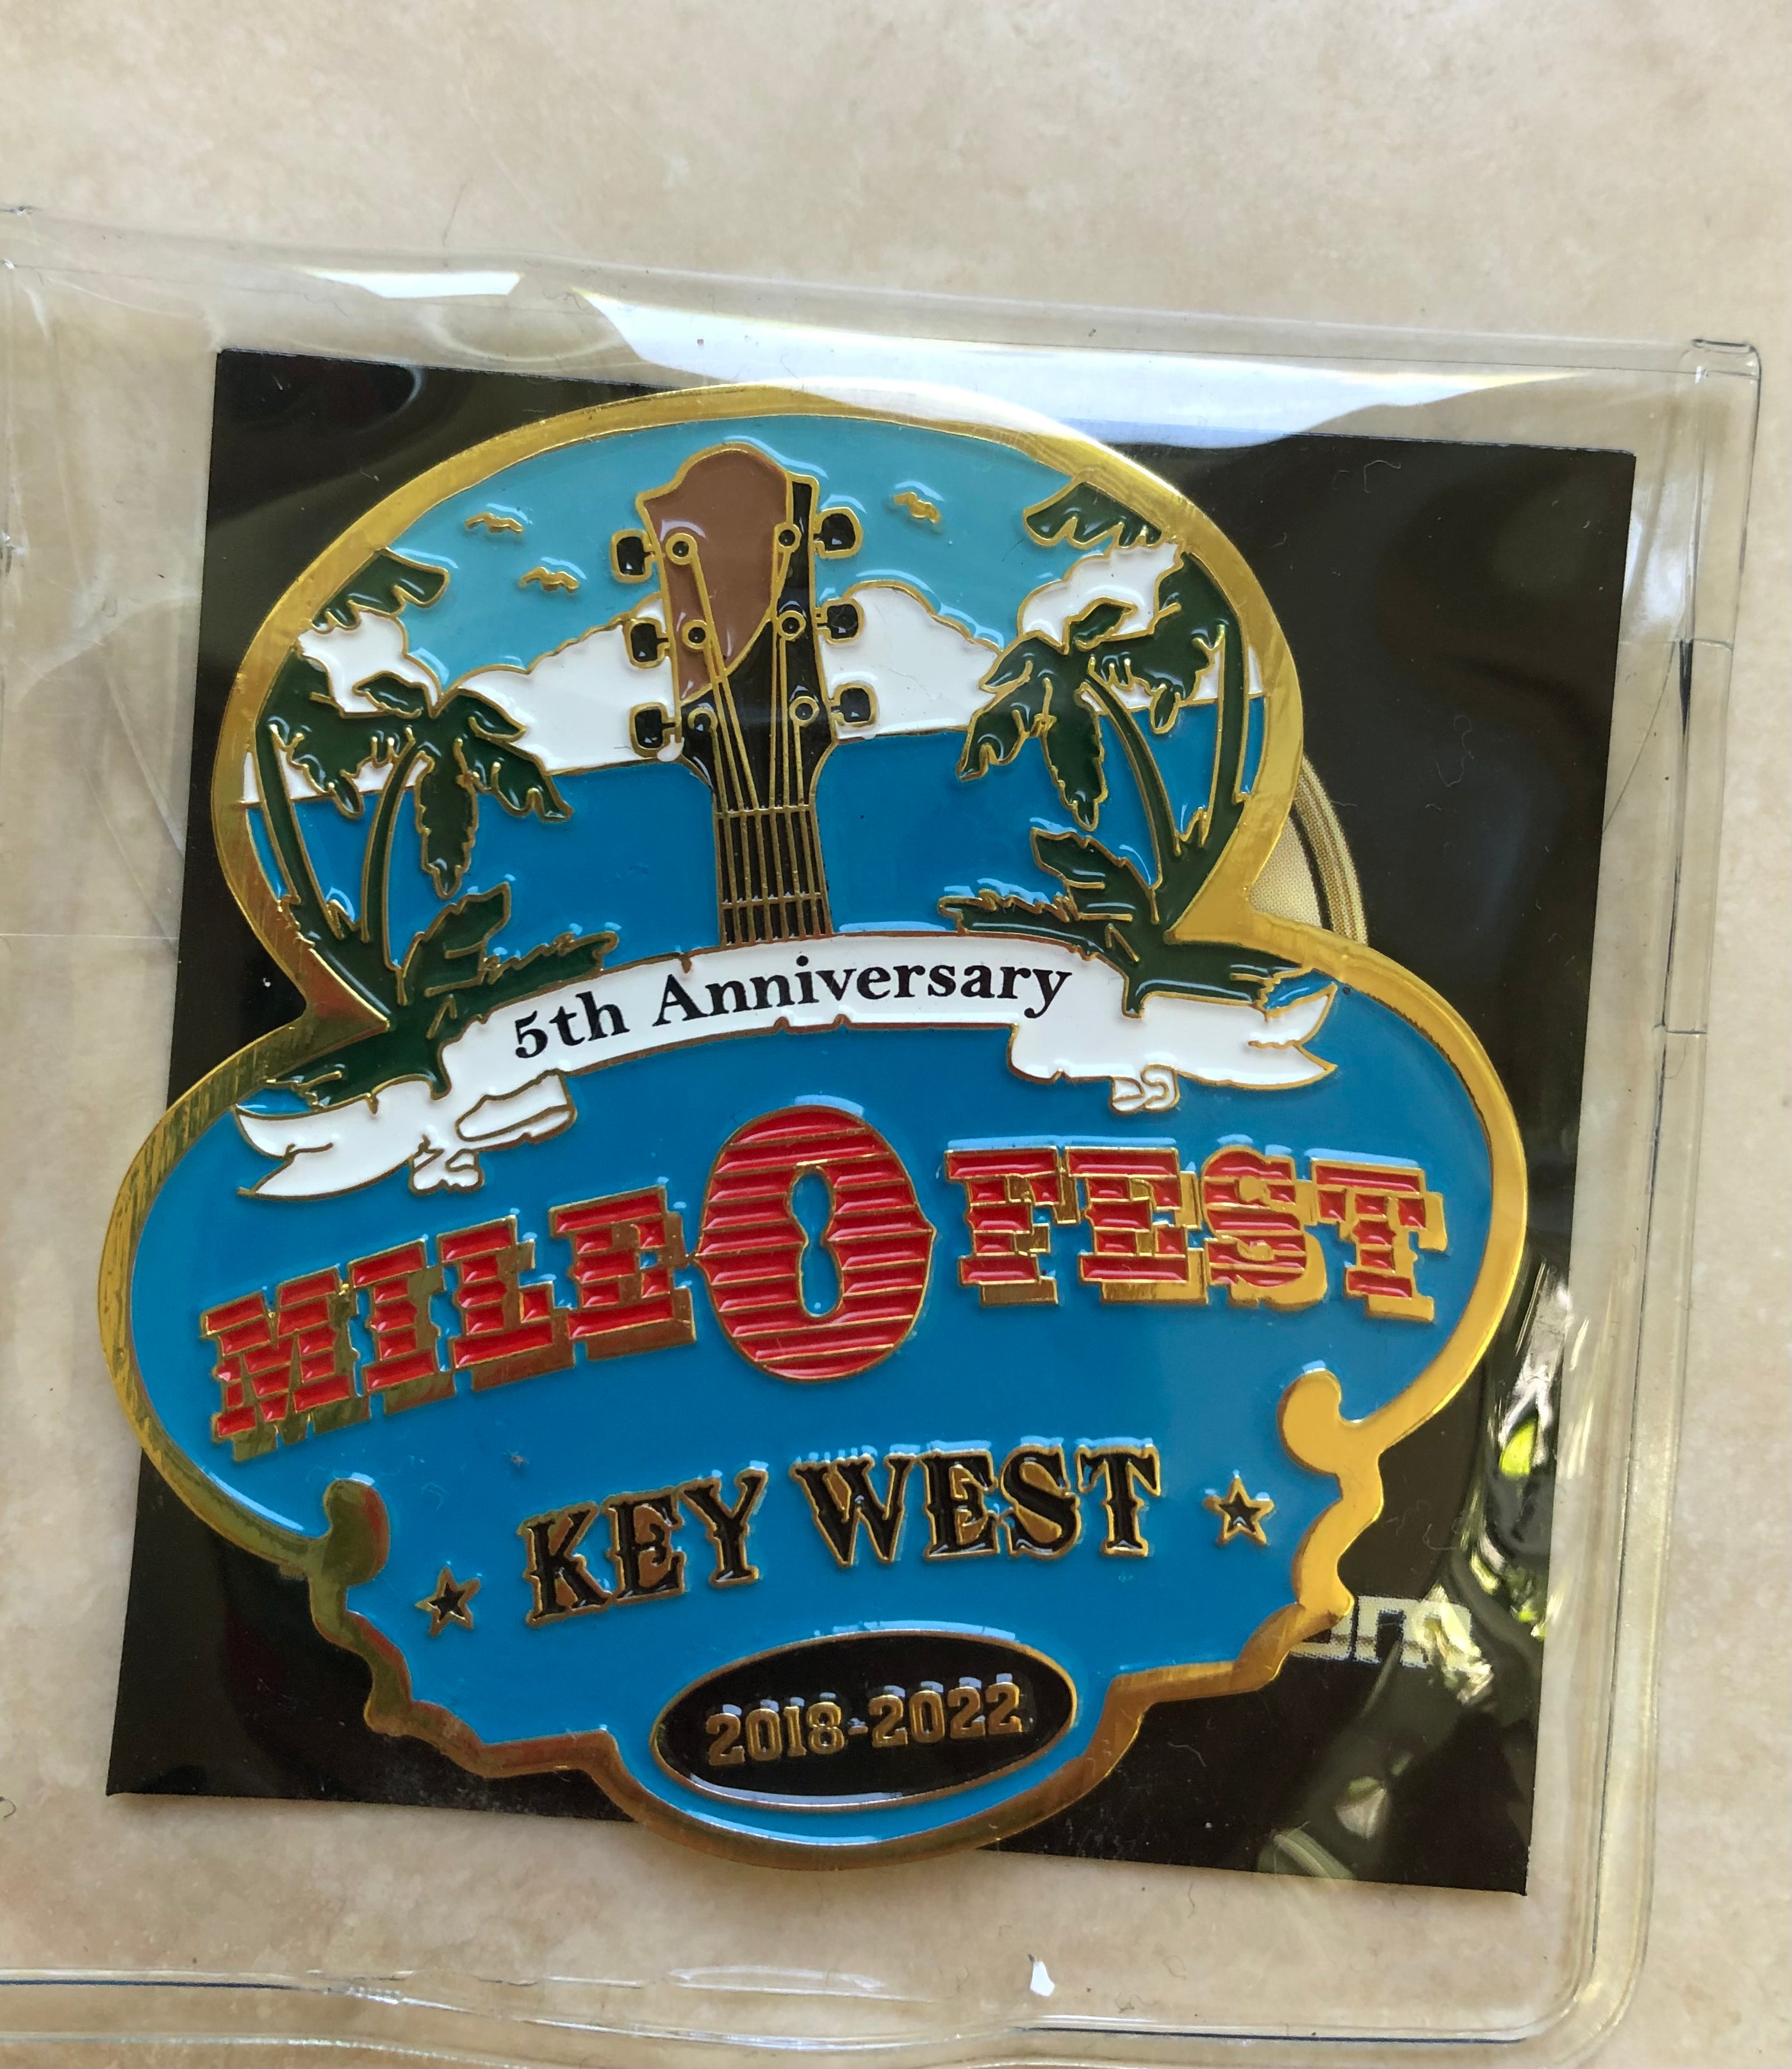 5th Anniversary
MILE 0 FEST
KEY WEST
2018-2022